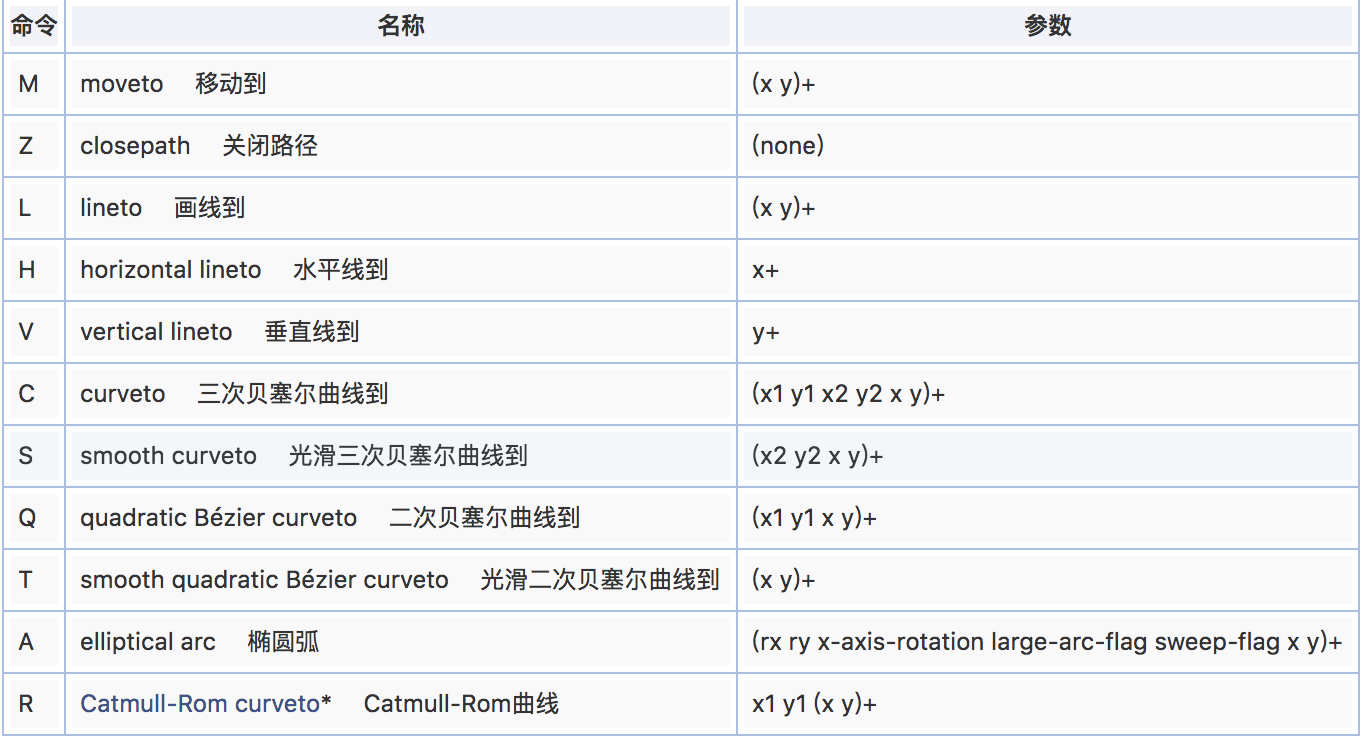 命令 名称 参数
M moveto 移动到 (x y)+
Z closepath 关闭路径 (none)
L lineto 画线到 (x y)+
H horizontal lineto 水平线到 x+
V vertical lineto 垂直线到 y+
C curveto 三次贝塞尔曲线到 (x1 y1 x2 y2 x y)+
S smooth curveto 光滑三次贝塞尔曲线到 (x2 y2 x y)+
Q quadratic Bézier curveto 二次贝塞尔曲线到 (x1 y1 x y)+
T smooth quadratic Bézier curveto 光滑二次贝塞尔曲线到 (x y)+
A elliptical arc 椭圆弧 (rx ry x-axis-rotation large-arc-flag sweep-flag x y)+
R Catmull-Rom curveto* Catmull-Rom曲线 x1 y1 (x y)+